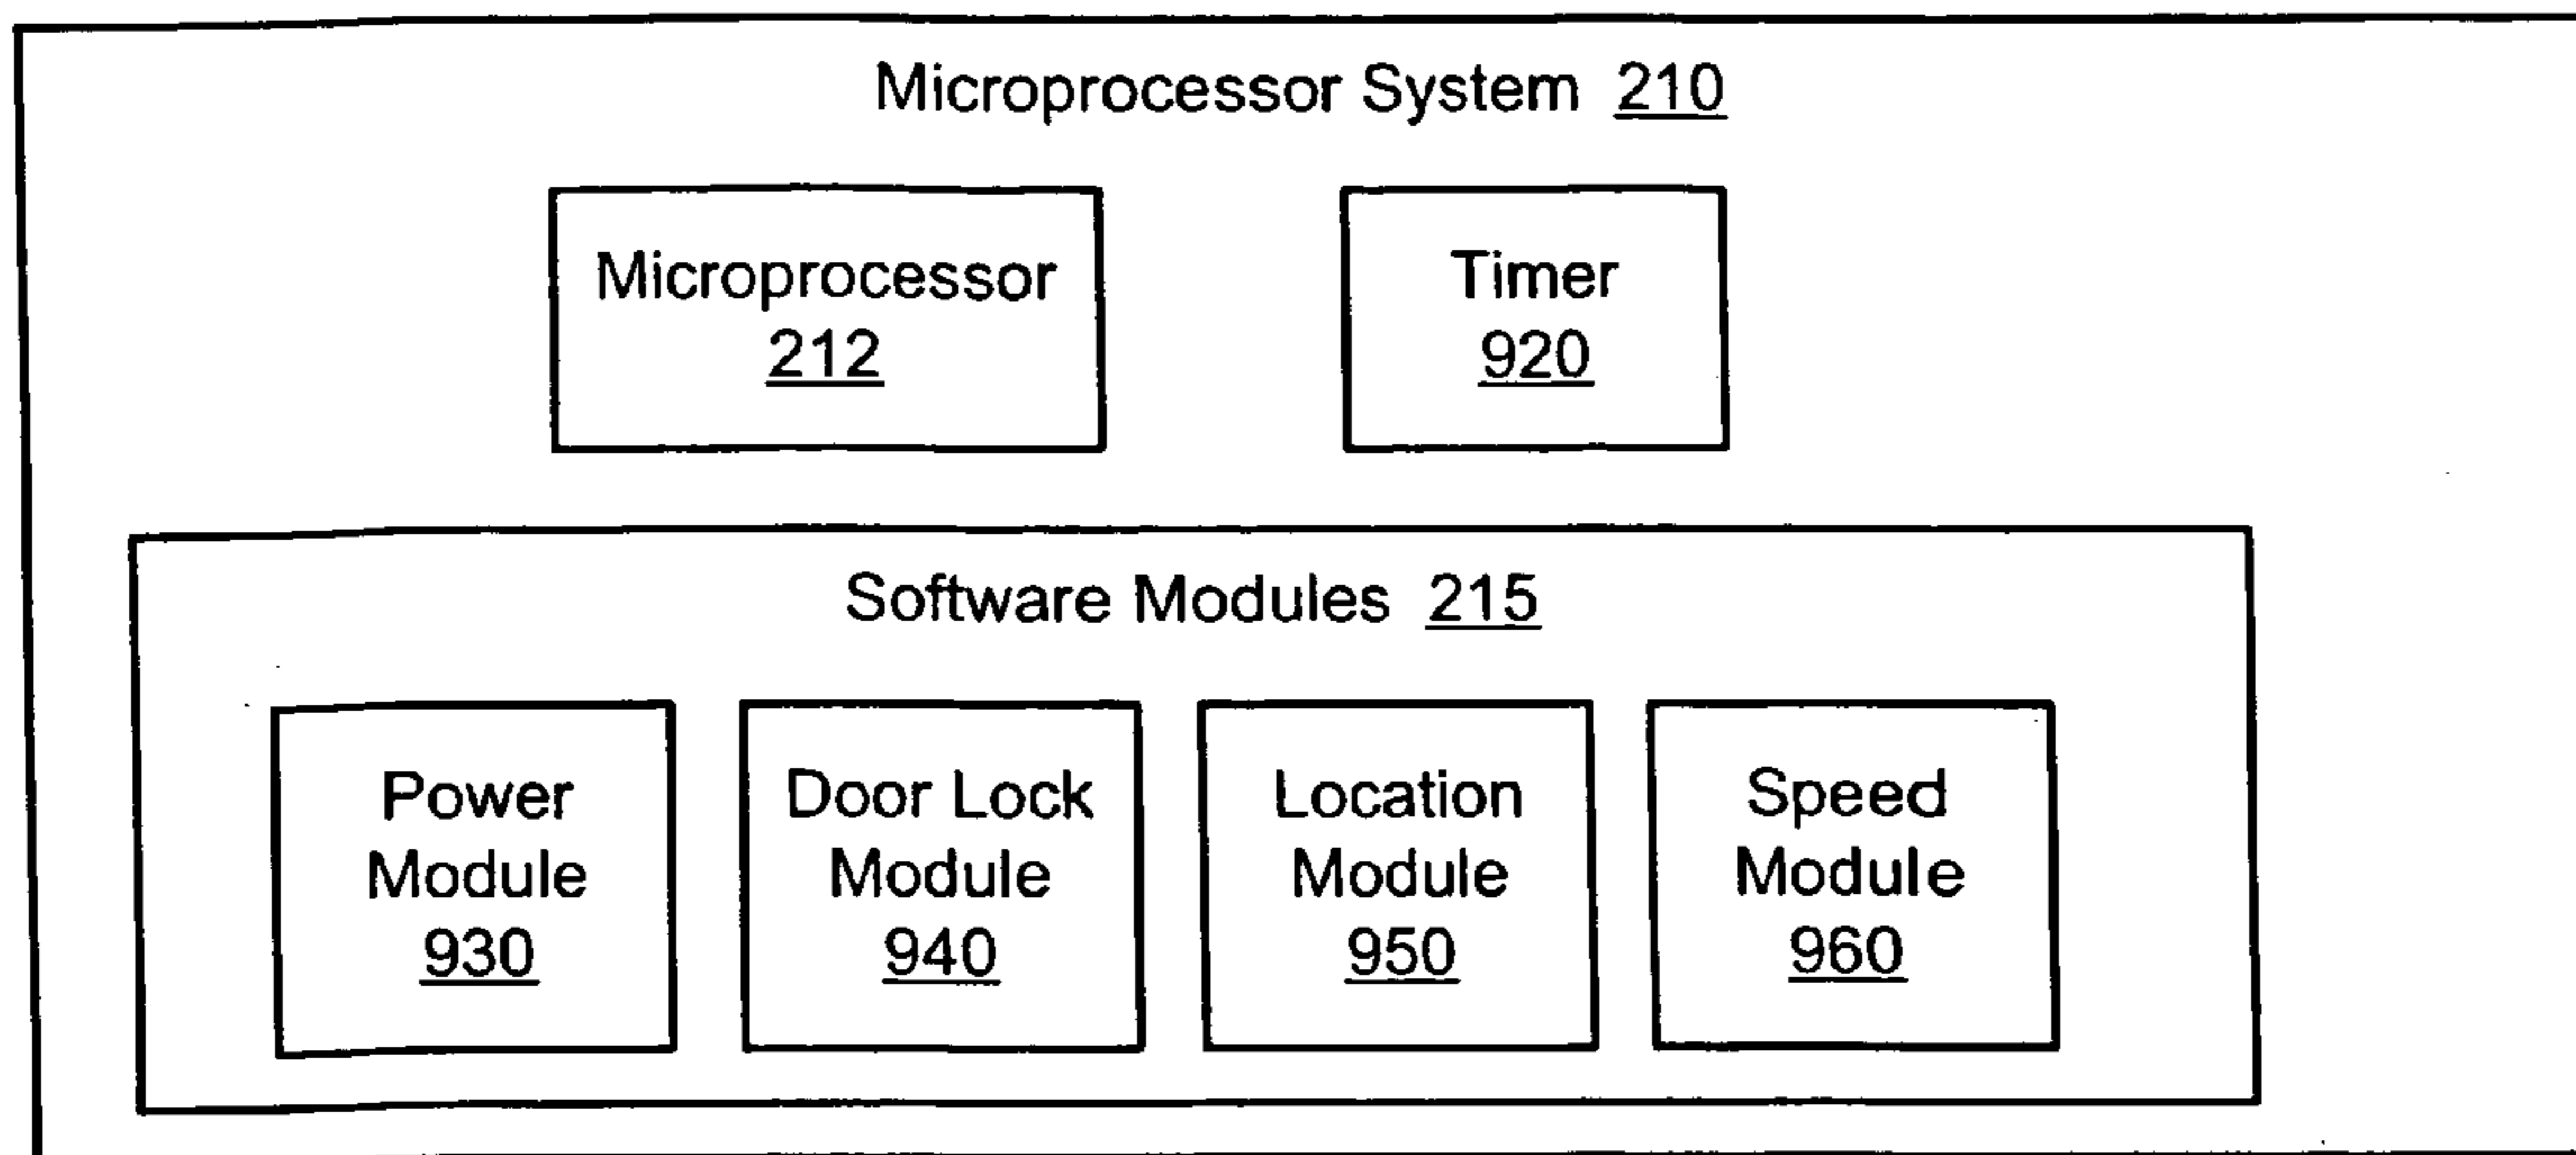 Microprocessor System 210
Microprocessor
212
Timer
920
Software Modules 215
Power
Module
930
Door Lock
Module
940
Location
Module
950
Speed
Module
960